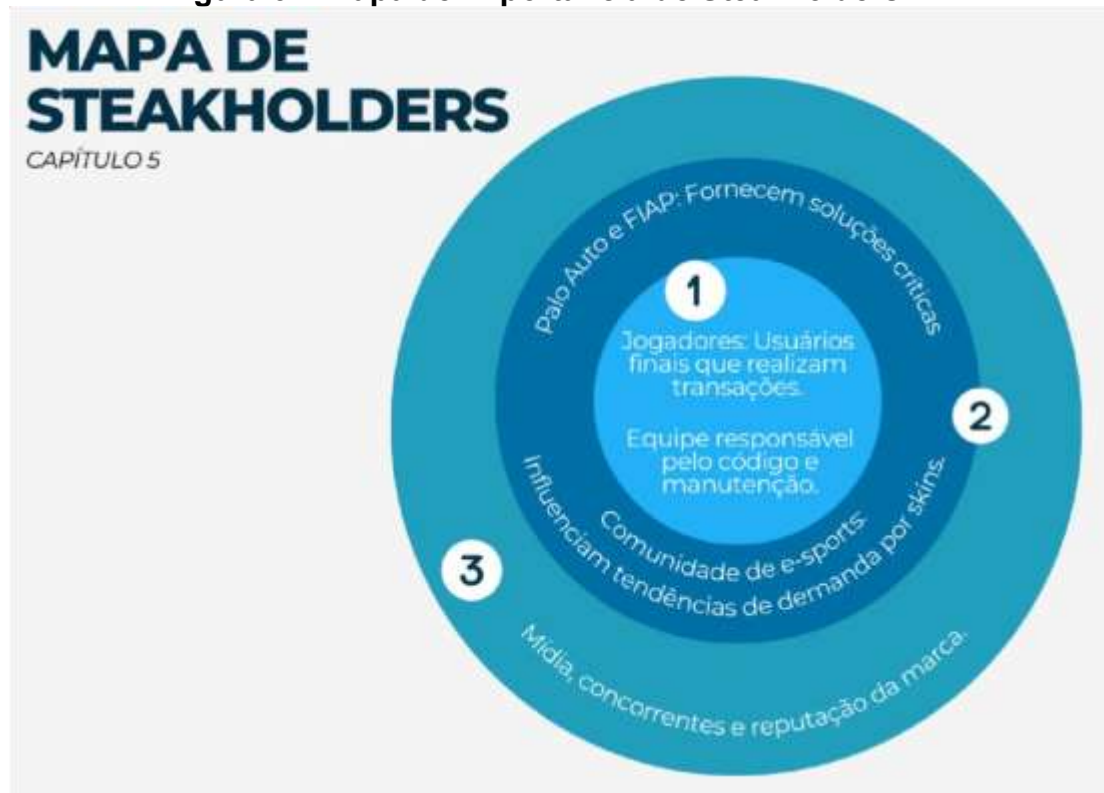 MAPA DE
STEAKHOLDERS
CAPÍTULO 5
Palo Auto e FIAP: Fornecem soluções críticas
1
Jogadores: Usuários
finais que realizam
transações.
Equipe responsável
pelo código e
manutenção.
2
Comunidade de e-sports:
Influenciam tendências de demanda por skins.
3
Mídia, concorrentes e reputação da marca.